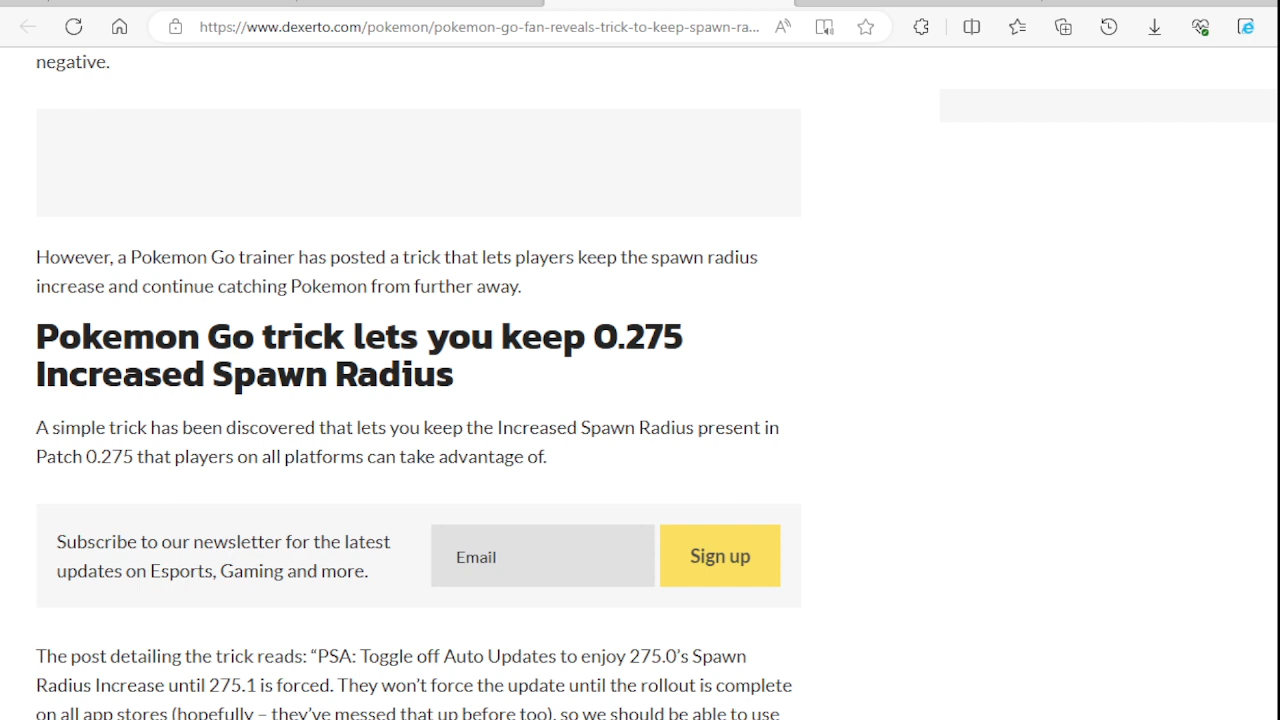 https://www.dexerto.com/pokemon/pokemon-go-fan-reveals-trick-to-keep-spawn-ra...
negative.
However, a Pokemon Go trainer has posted a trick that lets players keep the spawn radius
increase and continue catching Pokemon from further away.
Pokemon Go trick lets you keep 0.275
Increased Spawn Radius
A simple trick has been discovered that lets you keep the Increased Spawn Radius present in
Patch 0.275 that players on all platforms can take advantage of.
Subscribe to our newsletter for the latest
updates on Esports, Gaming and more.
Email
Sign up
The post detailing the trick reads: “PSA: Toggle off Auto Updates to enjoy 275.0’s Spawn
Radius Increase until 275.1 is forced. They won’t force the update until the rollout is complete
on all app stores (hopefully – they’ve messed that up before too), so we should be able to use